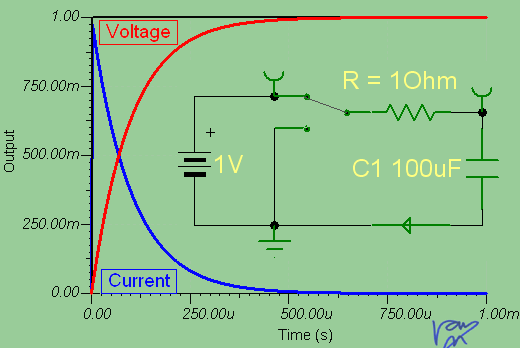 1.00
Voltage
750.00m
R = 1Ohm
Output
+
500.00m
1V
C1 100uF
250.00m
Current
0.00
0.00
250.00u
500.00u
750.00u
1.00m
Time (s)